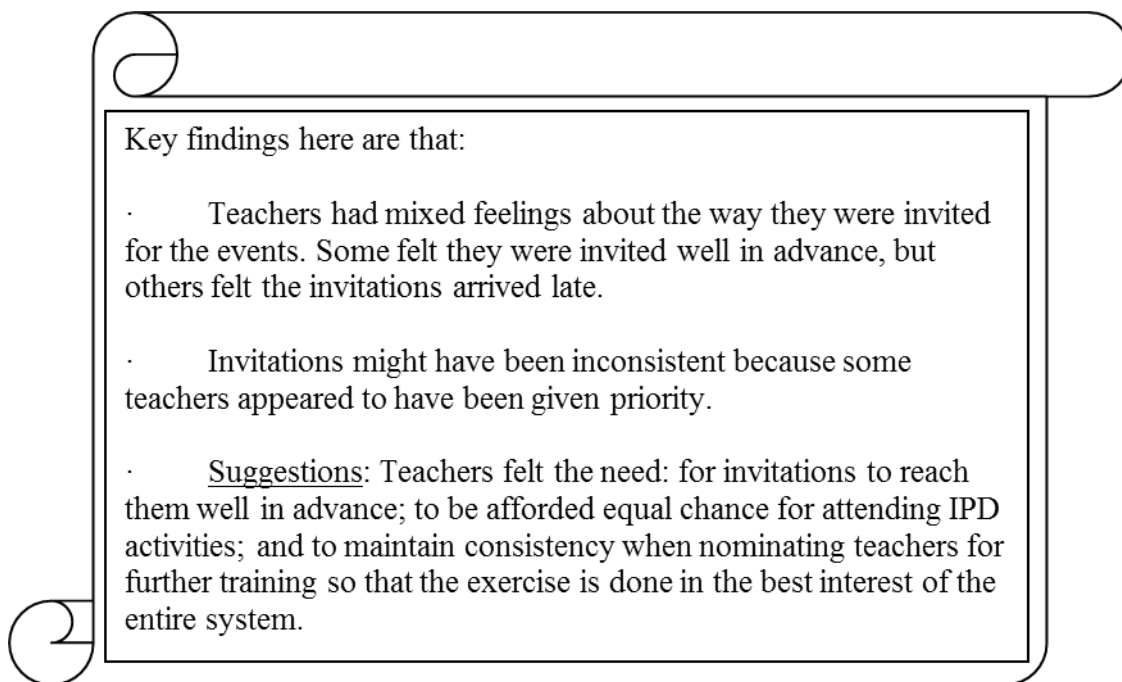 Key findings here are that:
· Teachers had mixed feelings about the way they were invited
for the events. Some felt they were invited well in advance, but
others felt the invitations arrived late.
· Invitations might have been inconsistent because some
teachers appeared to have been given priority.
· Suggestions: Teachers felt the need: for invitations to reach
them well in advance; to be afforded equal chance for attending IPD
activities; and to maintain consistency when nominating teachers for
further training so that the exercise is done in the best interest of the
entire system.